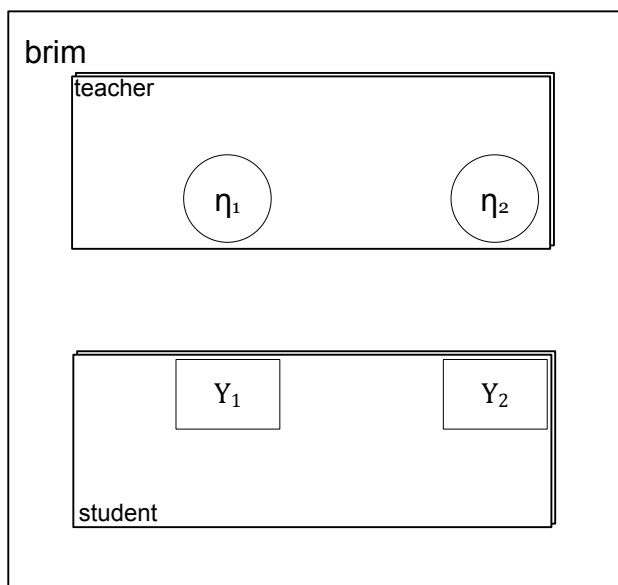 brim
teacher
η₁ η₂
Y₁ Y₂
student